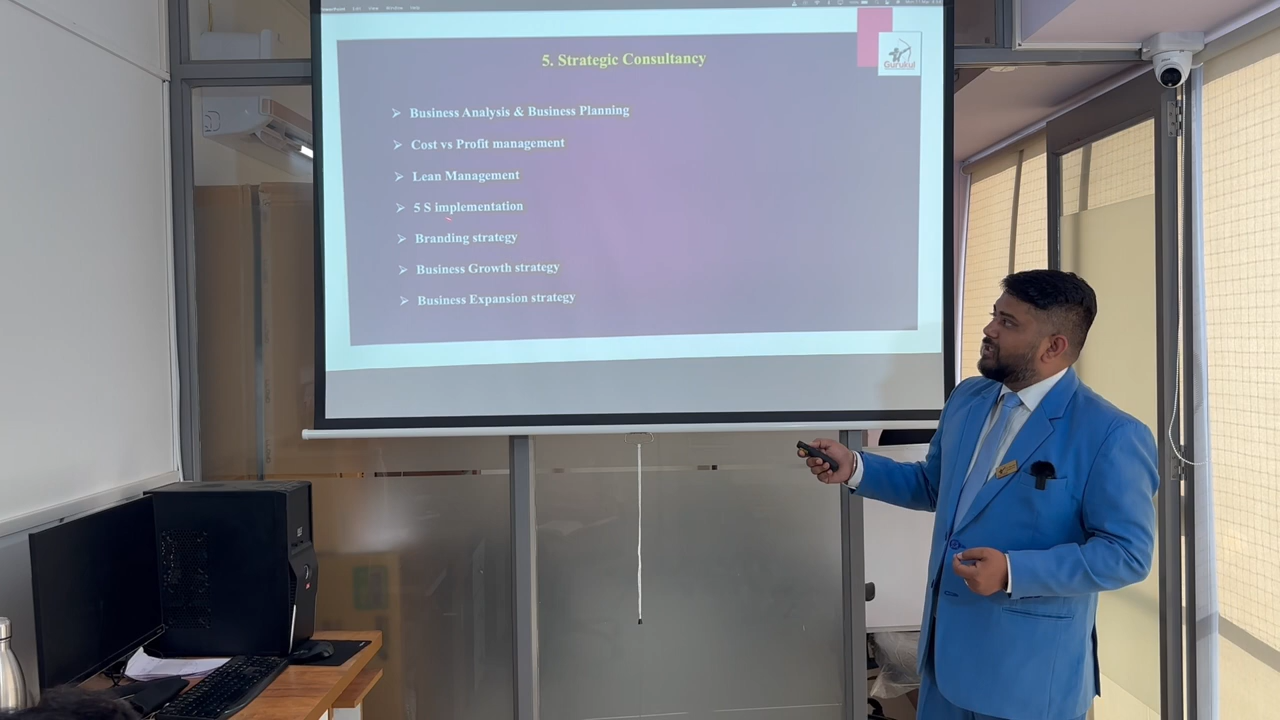 5. Strategic Consultancy
Gurukul
➢ Business Analysis & Business Planning
➢ Cost vs Profit management
➢ Lean Management
➢ 5 S implementation
➢ Branding strategy
➢ Business Growth strategy
➢ Business Expansion strategy